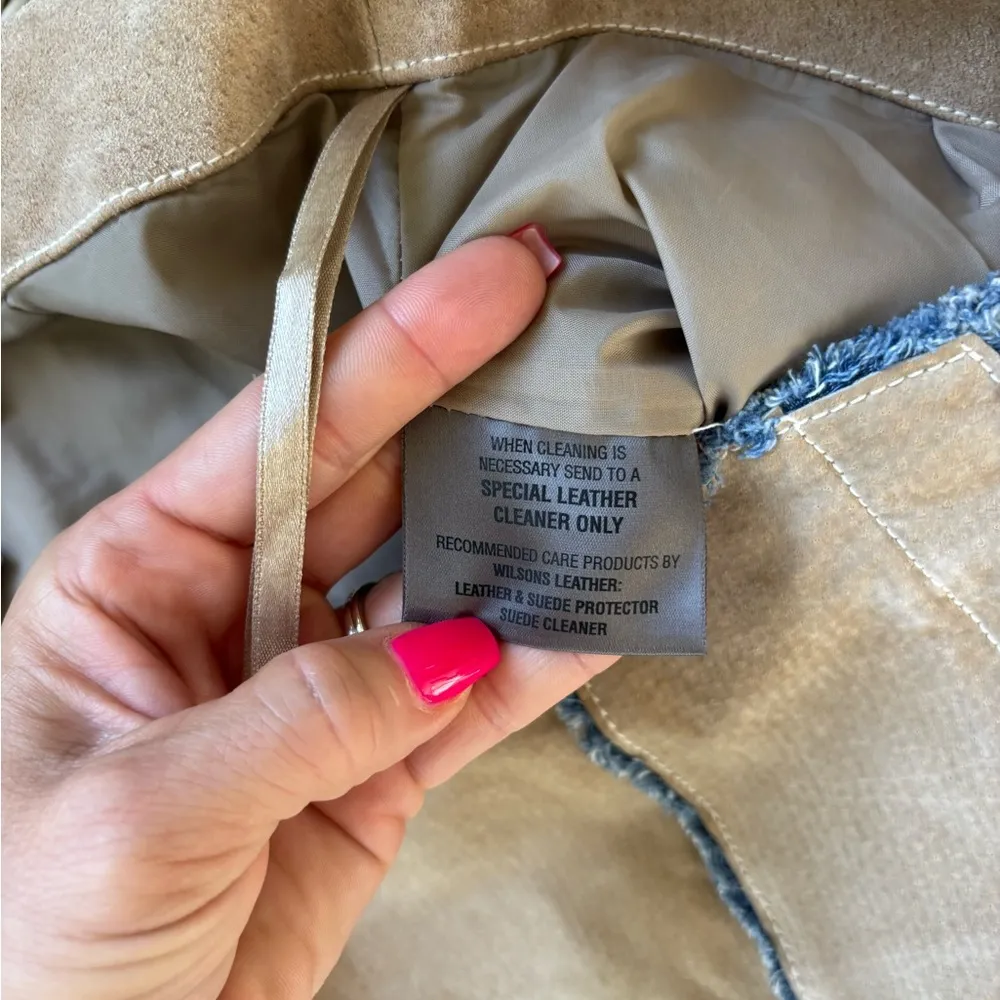 WHEN CLEANING IS
NECESSARY SEND TO A
SPECIAL LEATHER
CLEANER ONLY
RECOMMENDED CARE PRODUCTS BY
WILSONS LEATHER:
LEATHER & SUEDE PROTECTOR
SUEDE CLEANER